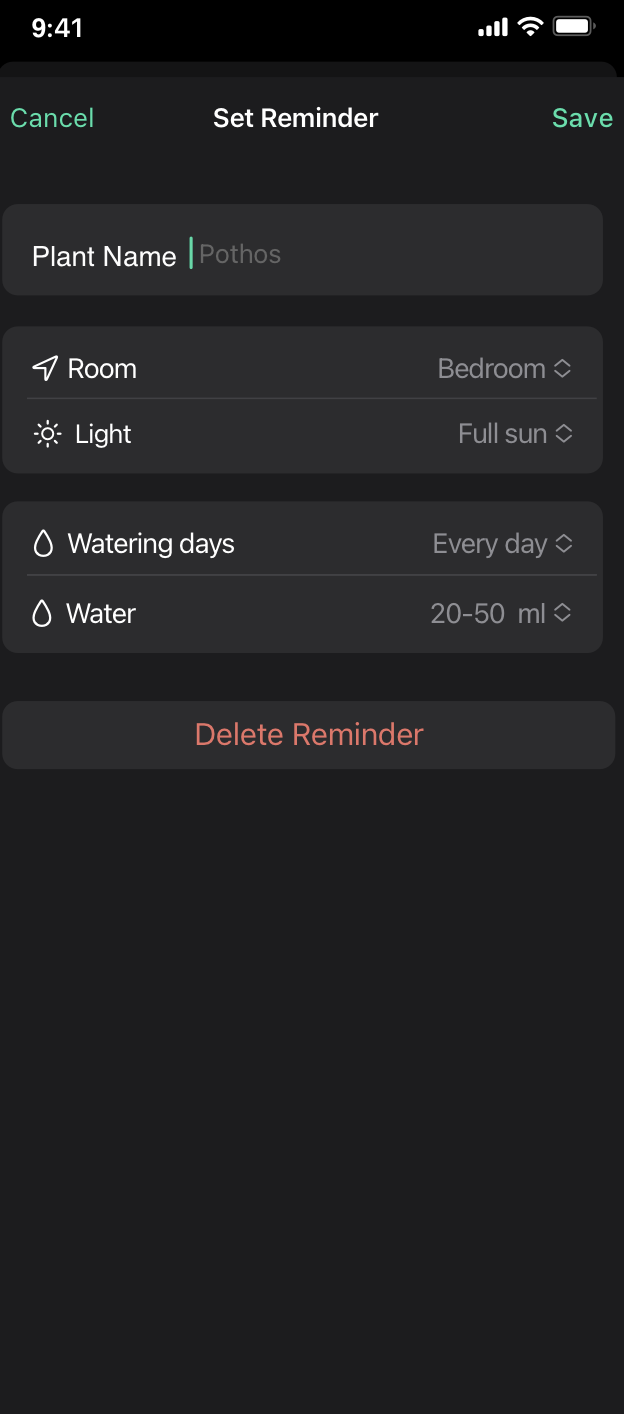 9:41
Cancel Set Reminder Save
Plant Name Pothos
Room Bedroom
Light Full sun
Watering days Every day
Water 20-50 ml
Delete Reminder